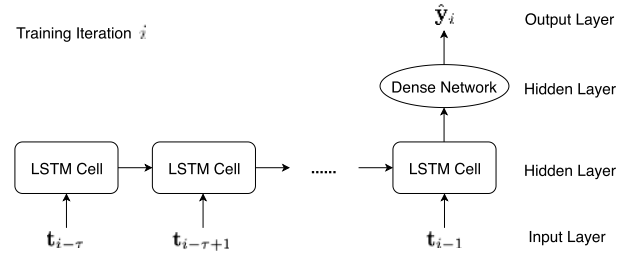 ŷᵢ Output Layer
Training Iteration i
Dense Network Hidden Layer
LSTM Cell LSTM Cell ...... LSTM Cell Hidden Layer
t_{i−τ} t_{i−τ+1} t_{i−1} Input Layer